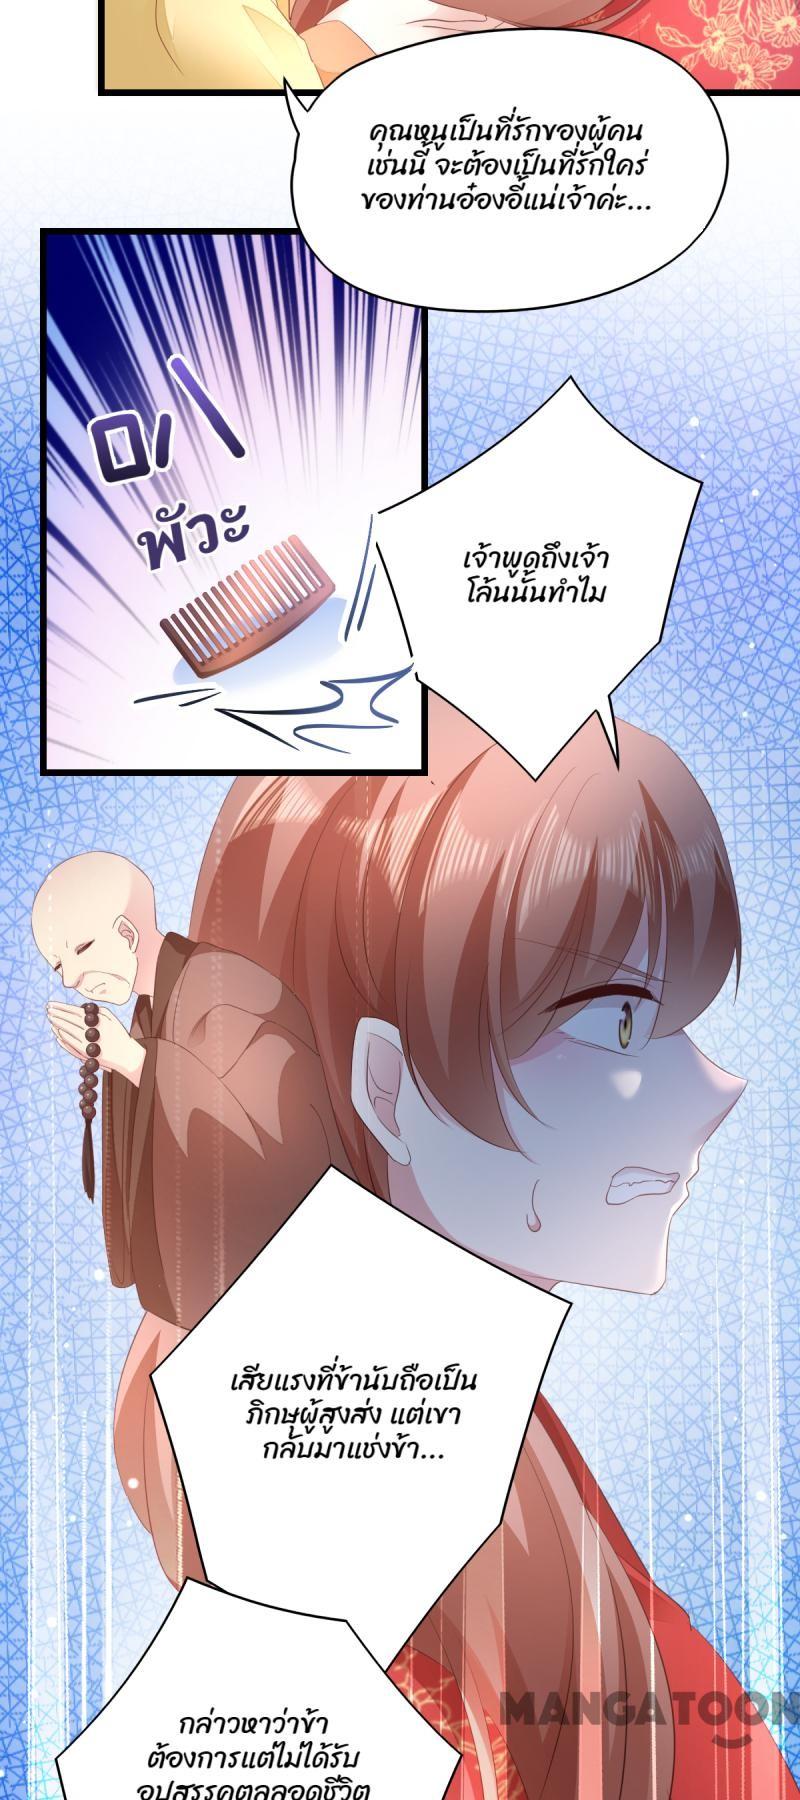 คุณหนูเป็นที่รักของผู้คน
เช่นนี้ จะต้องเป็นที่รักใคร่
ของท่านอ๋องอี้แน่เจ้าค่ะ...
叭
พัวะ
เจ้าพูดถึงเจ้า
โล้นนั้นทำไม
เสียแรงที่ข้านับถือเป็น
ภิกษุผู้สูงส่ง แต่เขา
กลับมาแช่งข้า...
กล่าวหาว่าข้า
ต้องการแต่ไม่ได้รับ
อุปสรรคตลอดชีวิต
MANGATOON